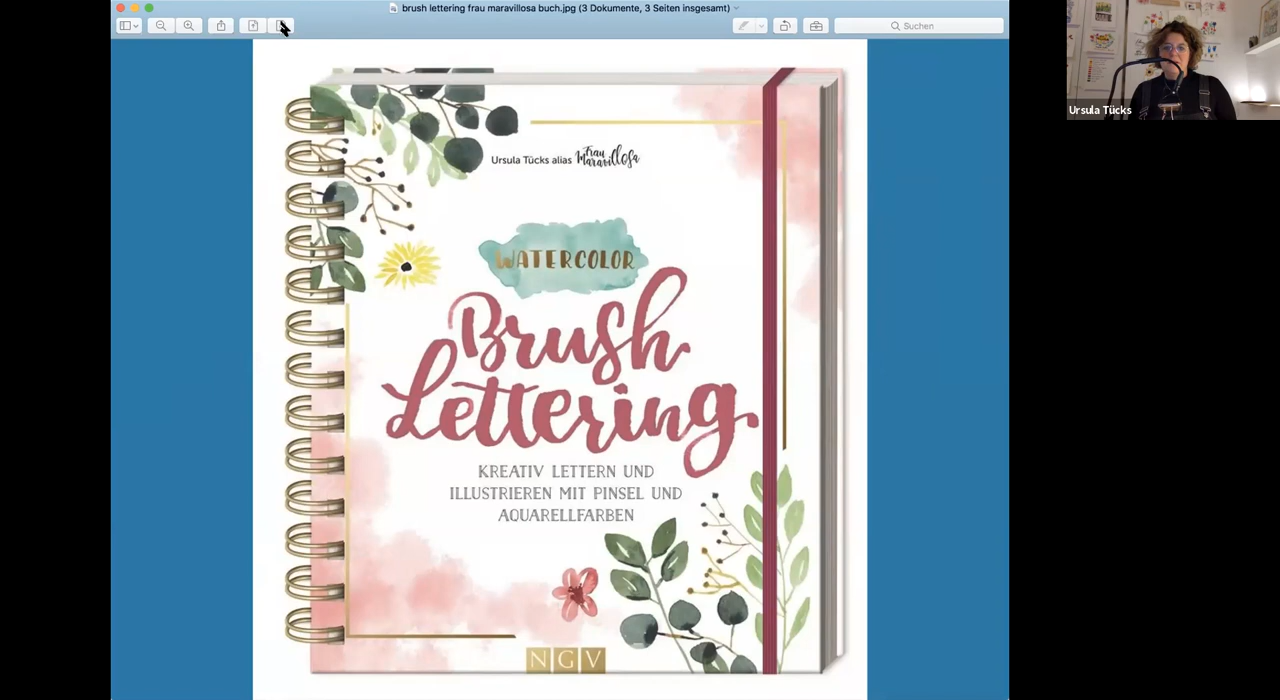 brush lettering frau maravillosa buch.jpg (3 Dokumente, 3 Seiten insgesamt)
Suchen
Ursula Tücks
Ursula Tücks alias Frau Maravillosa
WATERCOLOR
Brush
Lettering
KREATIV LETTERN UND
ILLUSTRIEREN MIT PINSEL UND
AQUARELLFARBEN
NGV